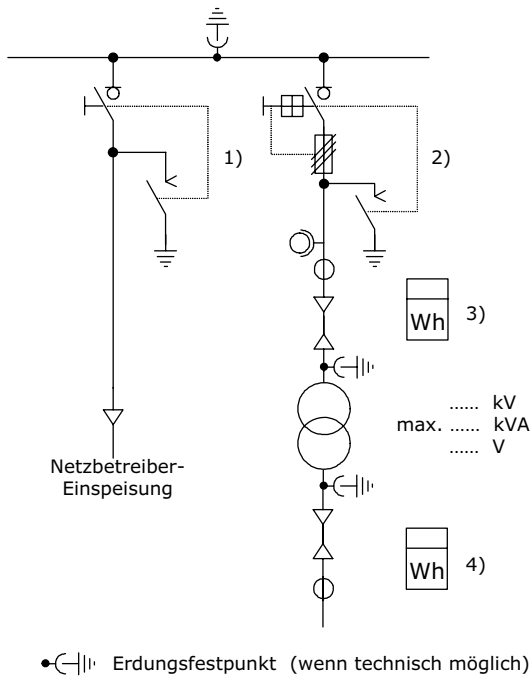 1)
2)
Wh 3)
...... kV
max. ...... kVA
...... V
Netzbetreiber-
Einspeisung
Wh 4)
Erdungsfestpunkt (wenn technisch möglich)